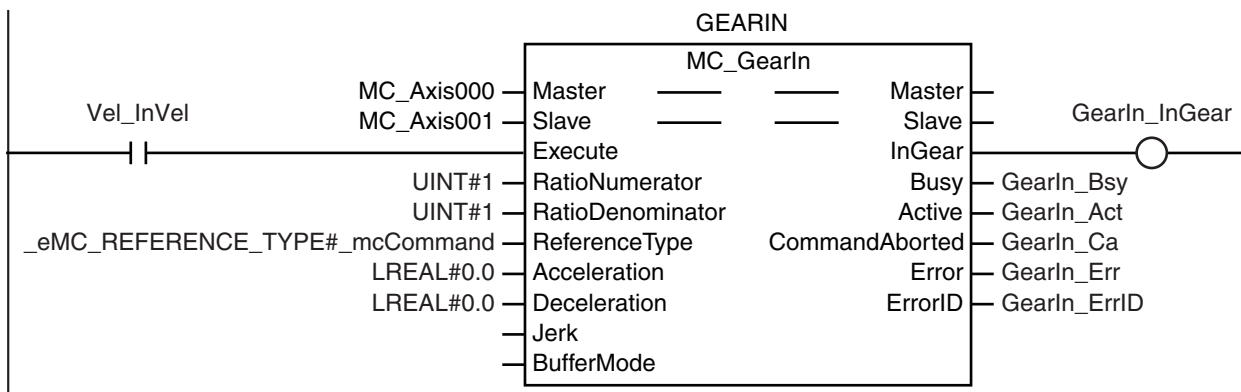 GEARIN
MC_GearIn
MC_Axis000 Master Master
Vel_InVel MC_Axis001 Slave Slave GearIn_InGear
Execute InGear
UINT#1 RatioNumerator Busy GearIn_Bsy
UINT#1 RatioDenominator Active GearIn_Act
_eMC_REFERENCE_TYPE#_mcCommand ReferenceType CommandAborted GearIn_Ca
LREAL#0.0 Acceleration Error GearIn_Err
LREAL#0.0 Deceleration ErrorID GearIn_ErrID
Jerk
BufferMode